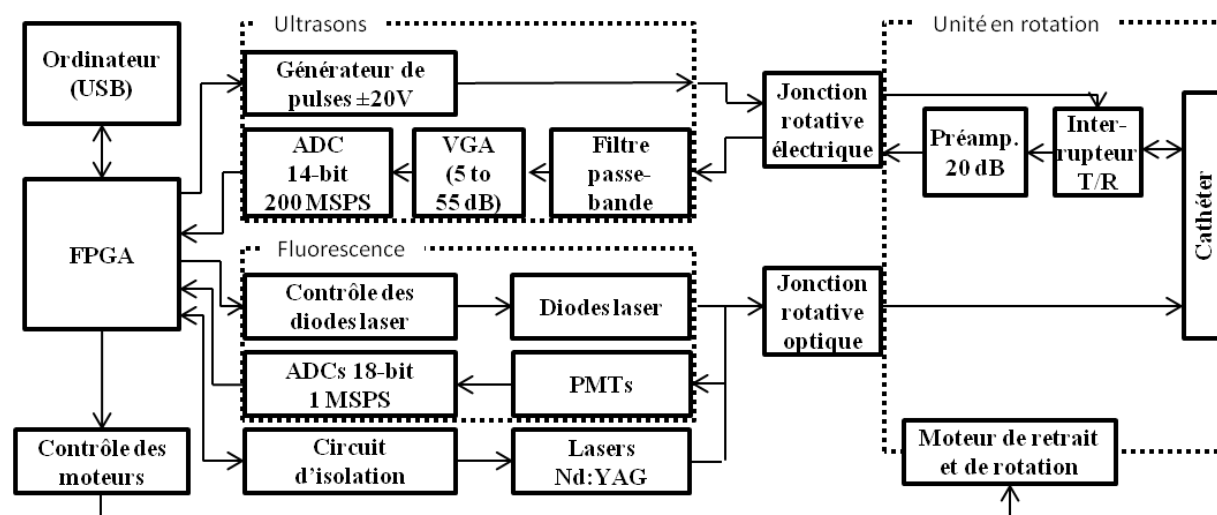 Ultrasons
Unité en rotation
Ordinateur
(USB)
Générateur de
pulses ±20V
Jonction
rotative
électrique
Préamp.
20 dB
Inter-
rupteur
T/R
Cathéter
ADC
14-bit
200 MSPS
VGA
(5 to
55 dB)
Filtre
passe-
bande
FPGA
Fluorescence
Contrôle des
diodes laser
Diodes laser
Jonction
rotative
optique
ADCs 18-bit
1 MSPS
PMTs
Contrôle des
moteurs
Circuit
d'isolation
Lasers
Nd:YAG
Moteur de retrait
et de rotation